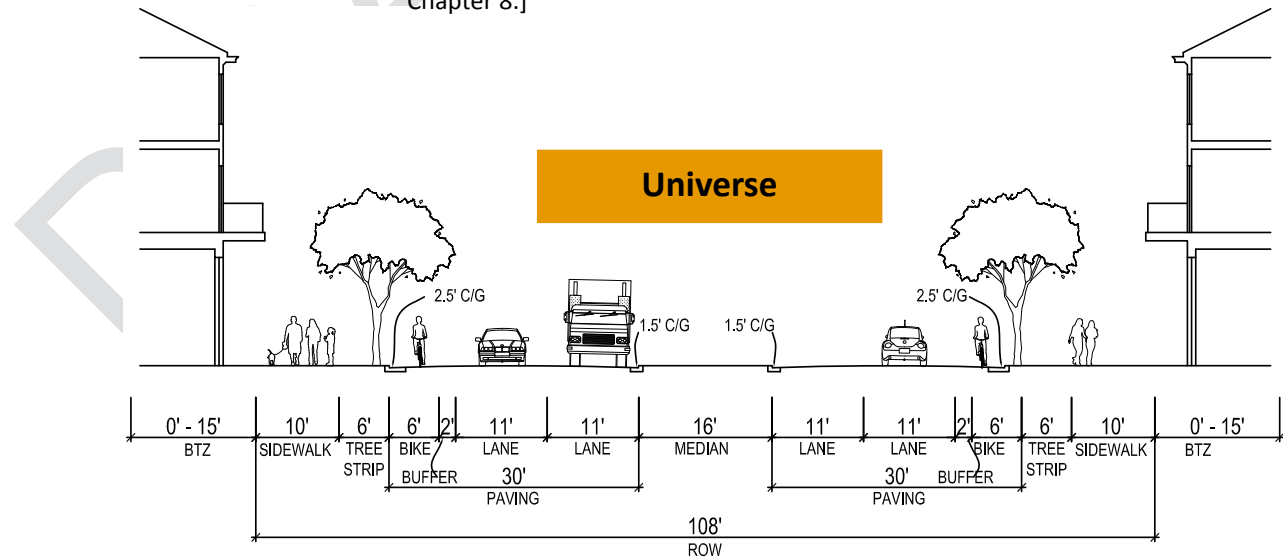 Chapter 8.]
Universe
2.5' C/G
2.5' C/G
1.5' C/G
1.5' C/G
0' - 15'
BTZ
10'
SIDEWALK
6'
TREE
STRIP
6'
BIKE
2'
BUFFER
11'
LANE
11'
LANE
16'
MEDIAN
11'
LANE
11'
LANE
2'
BUFFER
6'
BIKE
6'
TREE
STRIP
10'
SIDEWALK
0' - 15'
BTZ
30'
PAVING
30'
PAVING
108'
ROW